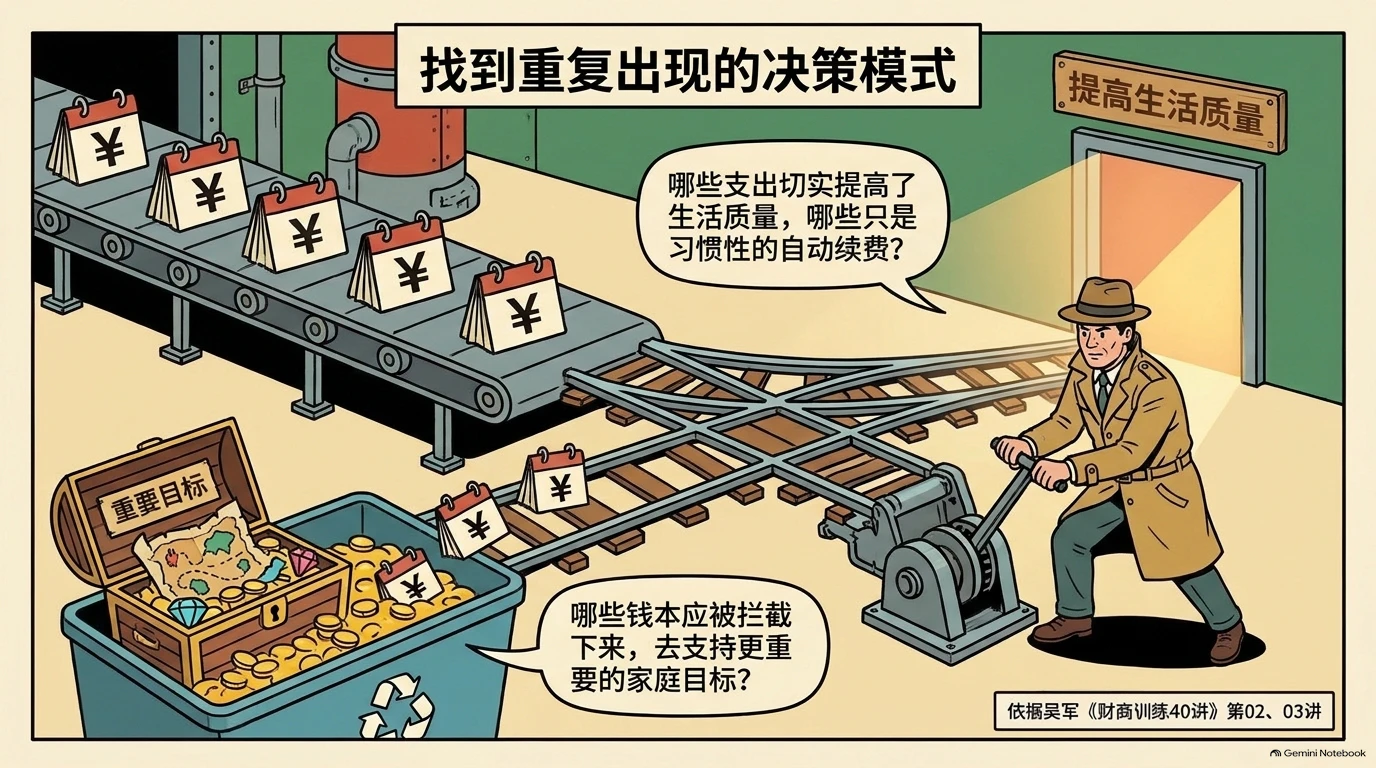 找到重复出现的决策模式
提高生活质量
¥
¥
¥
¥
¥
哪些支出切实提高了
生活质量，哪些只是
习惯性的自动续费？
重要目标
¥
¥
¥
哪些钱本应被拦截
下来，去支持更重
要的家庭目标？
依据吴军《财商训练40讲》第02、03讲
Gemini Notebook